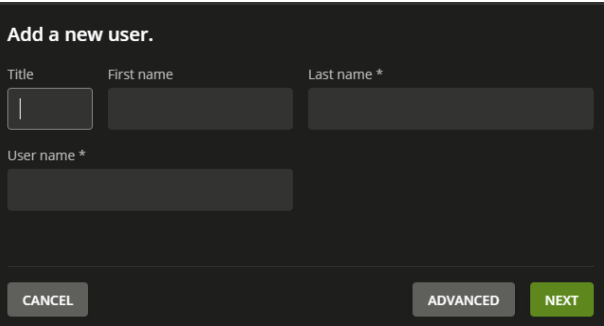 Add a new user.
Title First name Last name *
User name *
CANCEL ADVANCED NEXT